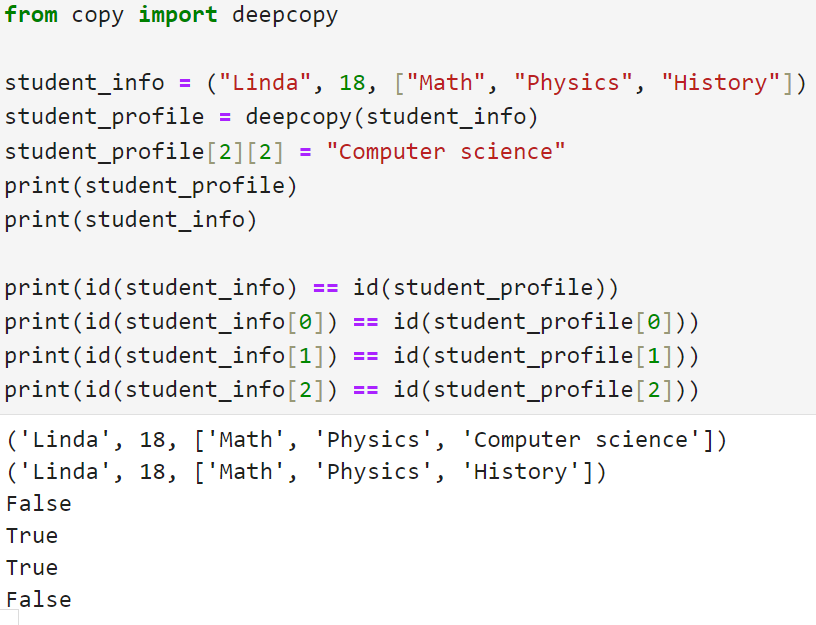 from copy import deepcopy
student_info = ("Linda", 18, ["Math", "Physics", "History"])
student_profile = deepcopy(student_info)
student_profile[2][2] = "Computer science"
print(student_profile)
print(student_info)
print(id(student_info) == id(student_profile))
print(id(student_info[0]) == id(student_profile[0]))
print(id(student_info[1]) == id(student_profile[1]))
print(id(student_info[2]) == id(student_profile[2]))
('Linda', 18, ['Math', 'Physics', 'Computer science'])
('Linda', 18, ['Math', 'Physics', 'History'])
False
True
True
False